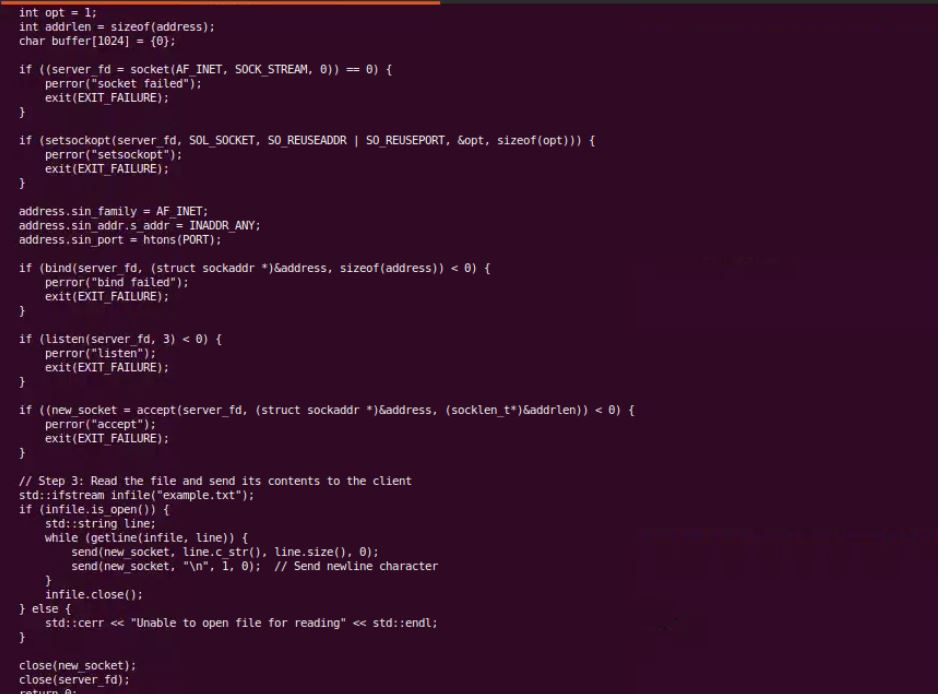 int opt = 1;
int addrlen = sizeof(address);
char buffer[1024] = {0};
if ((server_fd = socket(AF_INET, SOCK_STREAM, 0)) == 0) {
perror("socket failed");
exit(EXIT_FAILURE);
}
if (setsockopt(server_fd, SOL_SOCKET, SO_REUSEADDR | SO_REUSEPORT, &opt, sizeof(opt))) {
perror("setsockopt");
exit(EXIT_FAILURE);
}
address.sin_family = AF_INET;
address.sin_addr.s_addr = INADDR_ANY;
address.sin_port = htons(PORT);
if (bind(server_fd, (struct sockaddr *)&address, sizeof(address)) < 0) {
perror("bind failed");
exit(EXIT_FAILURE);
}
if (listen(server_fd, 3) < 0) {
perror("listen");
exit(EXIT_FAILURE);
}
if ((new_socket = accept(server_fd, (struct sockaddr *)&address, (socklen_t*)&addrlen)) < 0) {
perror("accept");
exit(EXIT_FAILURE);
}
// Step 3: Read the file and send its contents to the client
std::ifstream infile("example.txt");
if (infile.is_open()) {
std::string line;
while (getline(infile, line)) {
send(new_socket, line.c_str(), line.size(), 0);
send(new_socket, "\n", 1, 0);  // Send newline character
}
infile.close();
} else {
std::cerr << "Unable to open file for reading" << std::endl;
}
close(new_socket);
close(server_fd);
return 0;